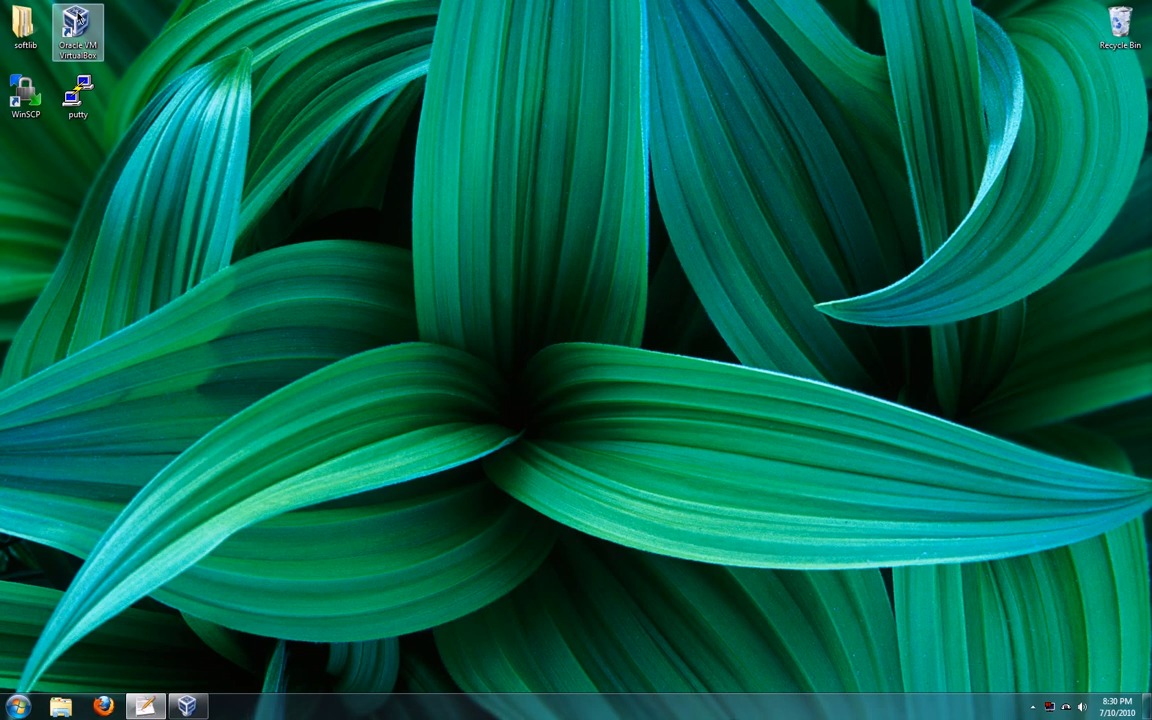 softlib
Oracle VM
VirtualBox
WinSCP
putty
Recycle Bin
8:30 PM
7/10/2010